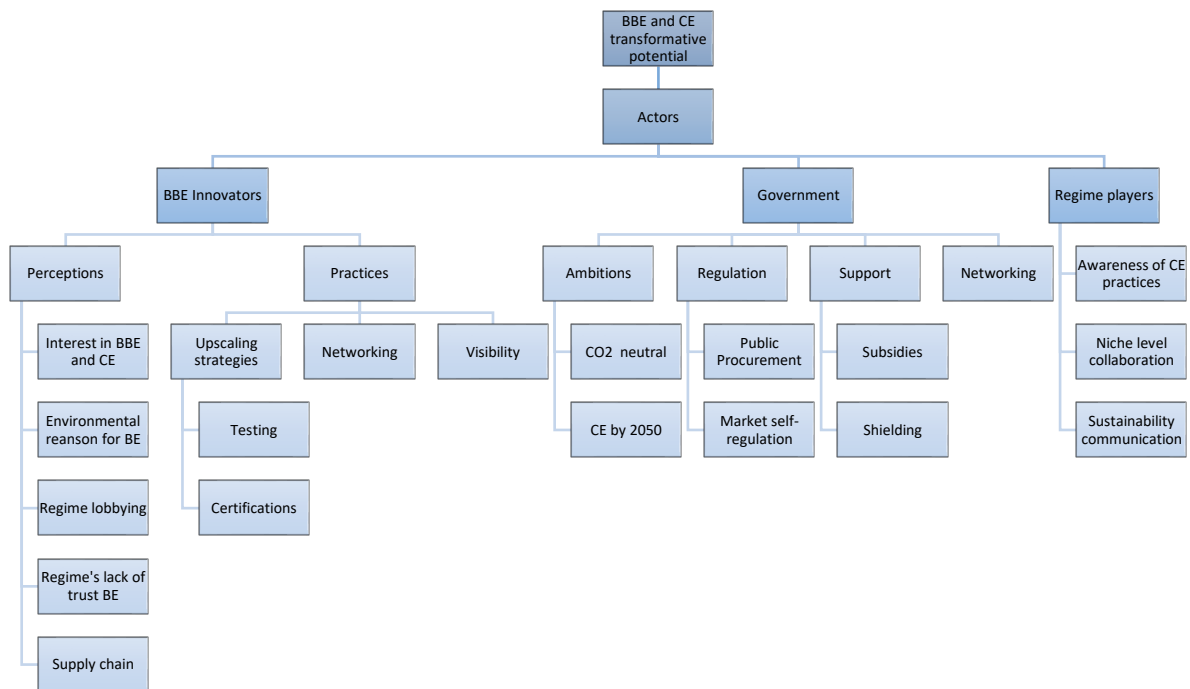 BBE and CE
transformative
potential
Actors
BBE Innovators
Government
Regime players
Perceptions
Practices
Ambitions
Regulation
Support
Networking
Awareness of CE
practices
Interest in BBE
and CE
Upscaling
strategies
Networking
Visibility
CO2 neutral
Public
Procurement
Subsidies
Niche level
collaboration
Environmental
reanson for BE
Testing
CE by 2050
Market self-
regulation
Shielding
Sustainability
communication
Regime lobbying
Certifications
Regime's lack of
trust BE
Supply chain